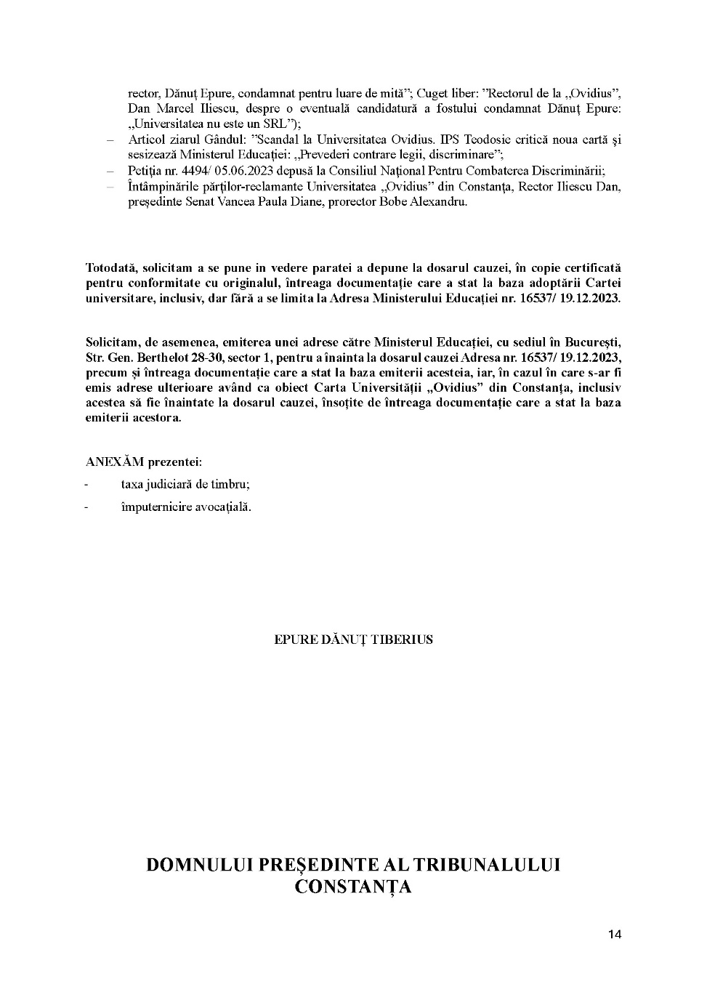 rector, Dănuț Epure, condamnat pentru luare de mită”; Cuget liber: ”Rectorul de la „Ovidius”,
Dan Marcel Iliescu, despre o eventuală candidatură a fostului condamnat Dănuț Epure:
„Universitatea nu este un SRL”);
– Articol ziarul Gândul: ”Scandal la Universitatea Ovidius. IPS Teodosie critică noua cartă și
sesizează Ministerul Educației: „Prevederi contrare legii, discriminare”;
– Petiția nr. 4494/ 05.06.2023 depusă la Consiliul Național Pentru Combaterea Discriminării;
– Întâmpinările părților-reclamante Universitatea „Ovidius” din Constanța, Rector Iliescu Dan,
președinte Senat Vancea Paula Diane, prorector Bobe Alexandru.
Totodată, solicitam a se pune in vedere paratei a depune la dosarul cauzei, în copie certificată
pentru conformitate cu originalul, întreaga documentație care a stat la baza adoptării Cartei
universitare, inclusiv, dar fără a se limita la Adresa Ministerului Educației nr. 16537/ 19.12.2023.
Solicitam, de asemenea, emiterea unei adrese către Ministerul Educației, cu sediul în București,
Str. Gen. Berthelot 28-30, sector 1, pentru a înainta la dosarul cauzei Adresa nr. 16537/ 19.12.2023,
precum și întreaga documentație care a stat la baza emiterii acesteia, iar, în cazul în care s-ar fi
emis adrese ulterioare având ca obiect Carta Universității „Ovidius” din Constanța, inclusiv
acestea să fie înaintate la dosarul cauzei, însoțite de întreaga documentație care a stat la baza
emiterii acestora.
ANEXĂM prezentei:
- taxa judiciară de timbru;
- împuternicire avocațială.
EPURE DĂNUȚ TIBERIUS
DOMNULUI PREȘEDINTE AL TRIBUNALULUI
CONSTANȚA
14